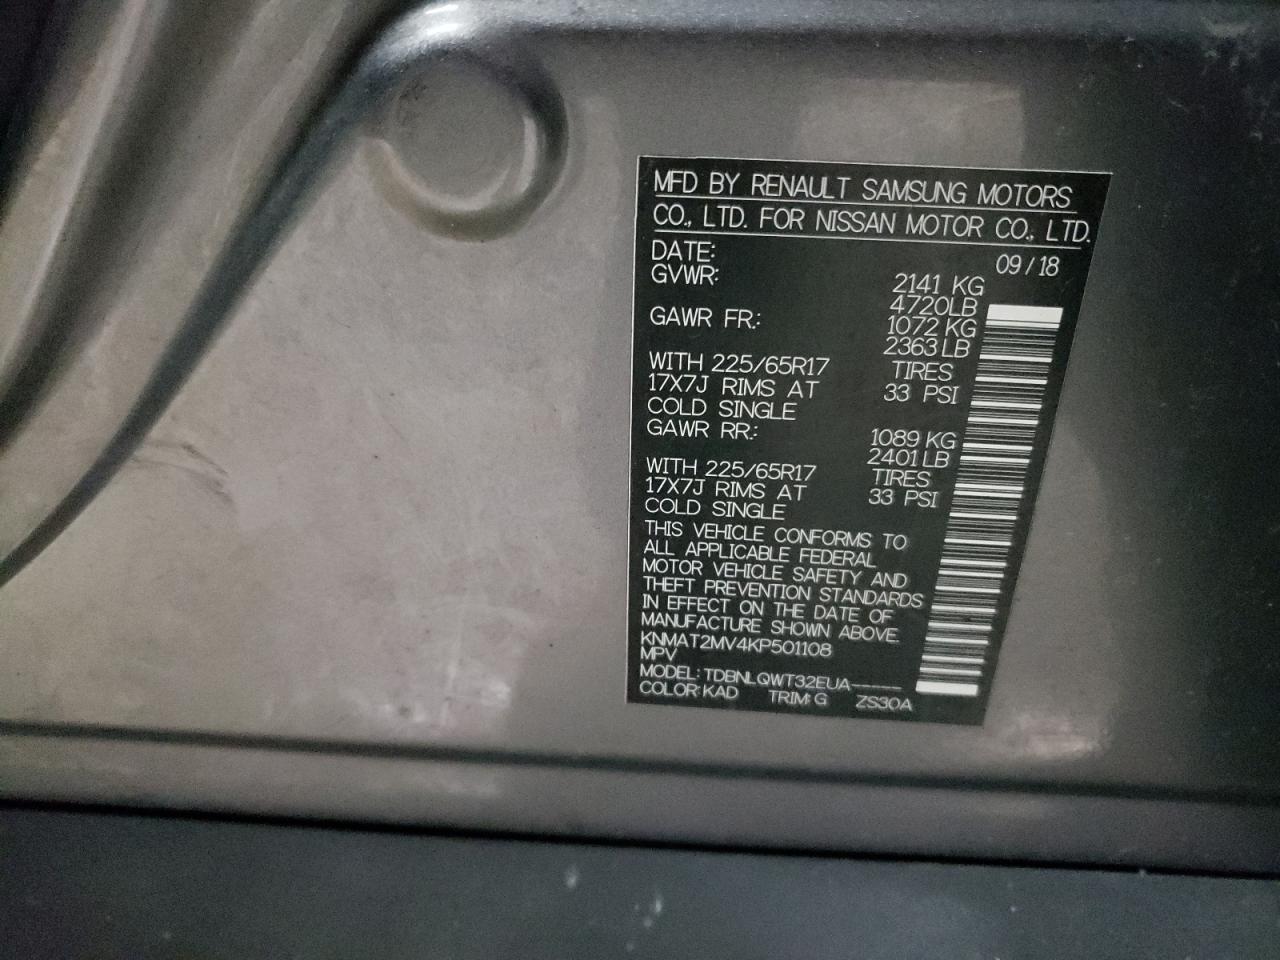 MFD BY RENAULT SAMSUNG MOTORS
CO., LTD. FOR NISSAN MOTOR CO., LTD.
DATE: 09/18
GVWR: 2141 KG
4720LB
GAWR FR.: 1072 KG
2363LB
WITH 225/65R17 TIRES
17X7J RIMS AT 33 PSI
COLD SINGLE
GAWR RR.: 1089 KG
2401LB
WITH 225/65R17 TIRES
17X7J RIMS AT 33 PSI
COLD SINGLE
THIS VEHICLE CONFORMS TO
ALL APPLICABLE FEDERAL
MOTOR VEHICLE SAFETY AND
THEFT PREVENTION STANDARDS
IN EFFECT ON THE DATE OF
MANUFACTURE SHOWN ABOVE.
KNMAT2MV4KP501108
MPV
MODEL: TDBNLQWT32EUA-----
COLOR: KAD TRIM: G ZS30A